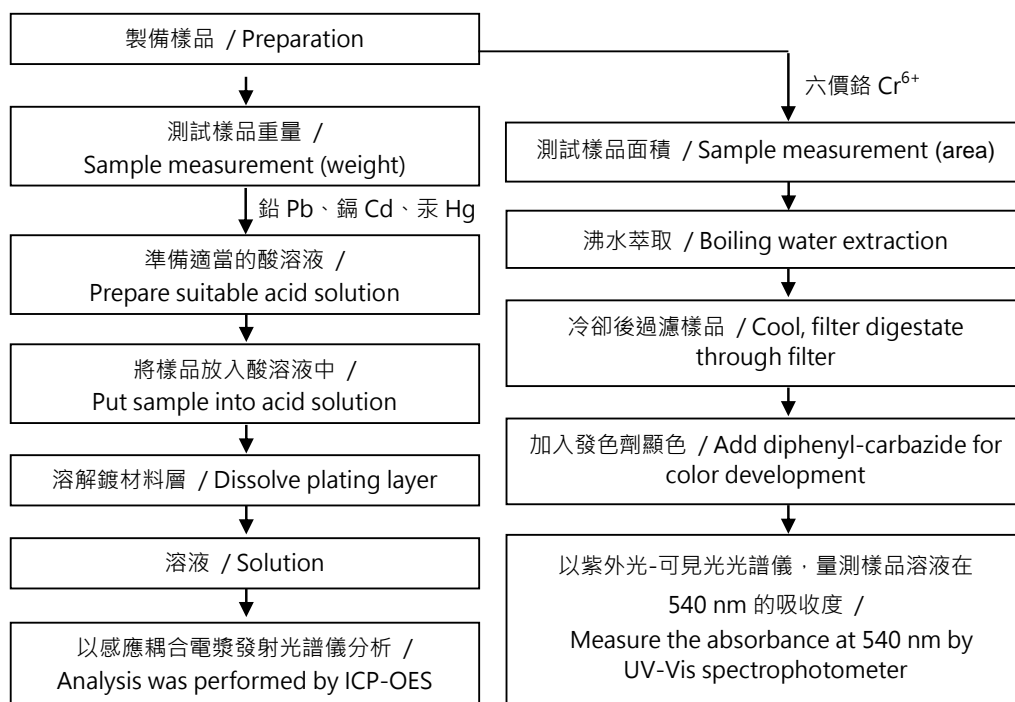 製備樣品 / Preparation
測試樣品重量 /
Sample measurement (weight)
鉛 Pb、鎘 Cd、汞 Hg
準備適當的酸溶液 /
Prepare suitable acid solution
將樣品放入酸溶液中 /
Put sample into acid solution
溶解鍍材料層 / Dissolve plating layer
溶液 / Solution
以感應耦合電漿發射光譜儀分析 /
Analysis was performed by ICP-OES
六價鉻 Cr⁶⁺
測試樣品面積 / Sample measurement (area)
沸水萃取 / Boiling water extraction
冷卻後過濾樣品 / Cool, filter digestate
through filter
加入發色劑顯色 / Add diphenyl-carbazide for
color development
以紫外光-可見光光譜儀，量測樣品溶液在
540 nm 的吸收度 /
Measure the absorbance at 540 nm by
UV-Vis spectrophotometer